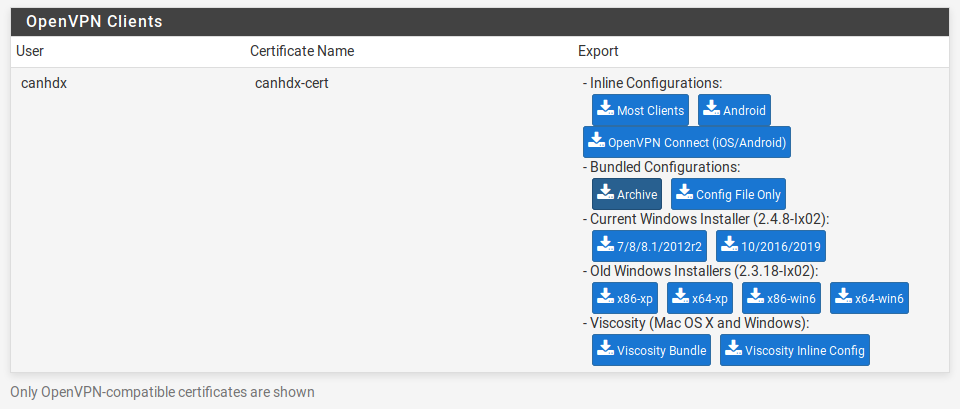 OpenVPN Clients
User Certificate Name Export
canhdx canhdx-cert - Inline Configurations:
Most Clients Android
OpenVPN Connect (iOS/Android)
- Bundled Configurations:
Archive Config File Only
- Current Windows Installer (2.4.8-Ix02):
7/8/8.1/2012r2 10/2016/2019
- Old Windows Installers (2.3.18-Ix02):
x86-xp x64-xp x86-win6 x64-win6
- Viscosity (Mac OS X and Windows):
Viscosity Bundle Viscosity Inline Config
Only OpenVPN-compatible certificates are shown